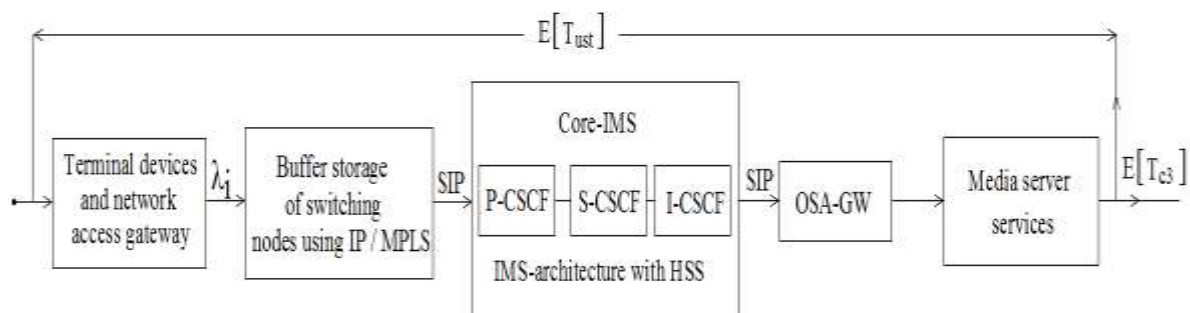 E[T_ust]
Terminal devices
and network
access gateway
λi
Buffer storage
of switching
nodes using IP / MPLS
SIP
Core-IMS
P-CSCF
S-CSCF
I-CSCF
IMS-architecture with HSS
SIP
OSA-GW
Media server
services
E[T_c3]